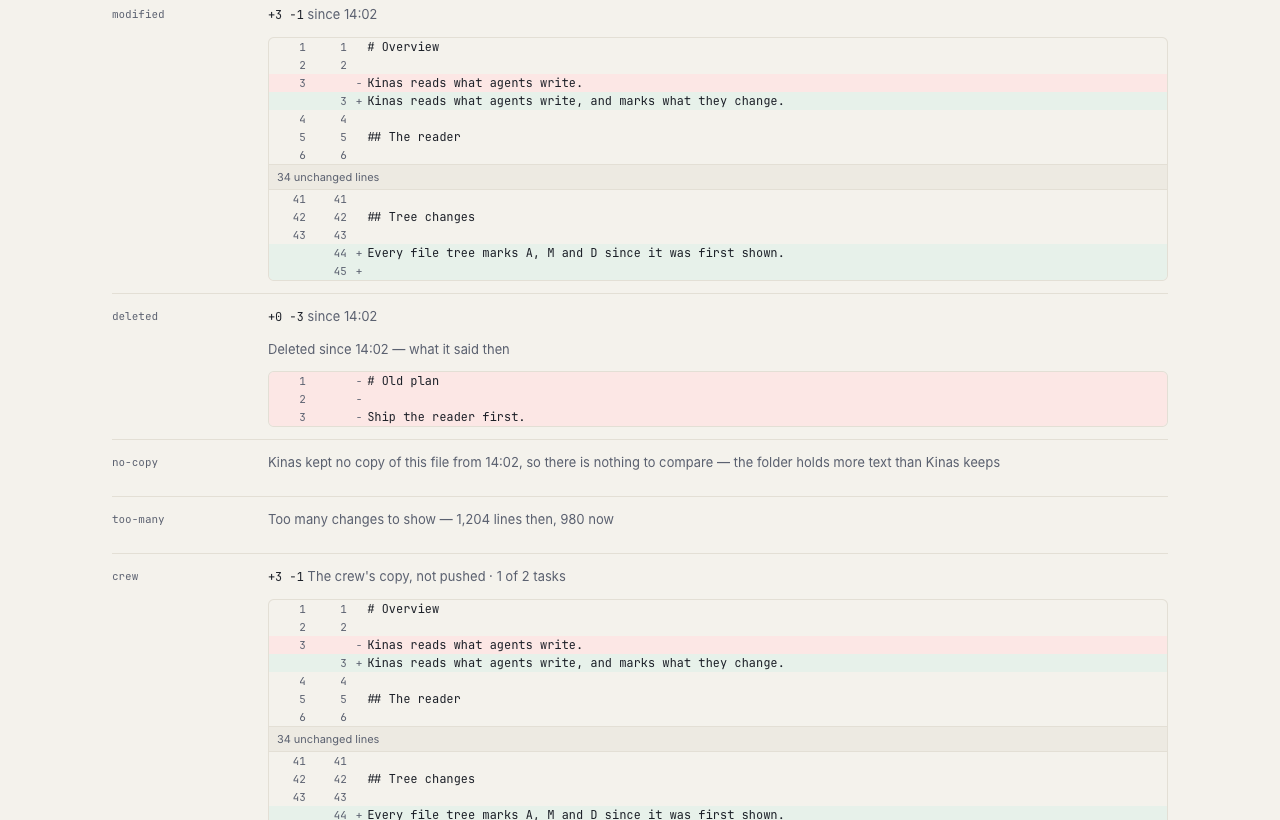 modified
+3 -1 since 14:02
1 1 # Overview
2 2
3 - Kinas reads what agents write.
3 + Kinas reads what agents write, and marks what they change.
4 4
5 5 ## The reader
6 6
34 unchanged lines
41 41
42 42 ## Tree changes
43 43
44 + Every file tree marks A, M and D since it was first shown.
45 +
deleted
+0 -3 since 14:02
Deleted since 14:02 — what it said then
1 - # Old plan
2 -
3 - Ship the reader first.
no-copy
Kinas kept no copy of this file from 14:02, so there is nothing to compare — the folder holds more text than Kinas keeps
too-many
Too many changes to show — 1,204 lines then, 980 now
crew
+3 -1 The crew's copy, not pushed · 1 of 2 tasks
1 1 # Overview
2 2
3 - Kinas reads what agents write.
3 + Kinas reads what agents write, and marks what they change.
4 4
5 5 ## The reader
6 6
34 unchanged lines
41 41
42 42 ## Tree changes
43 43
44 + Every file tree marks A, M and D since it was first shown.